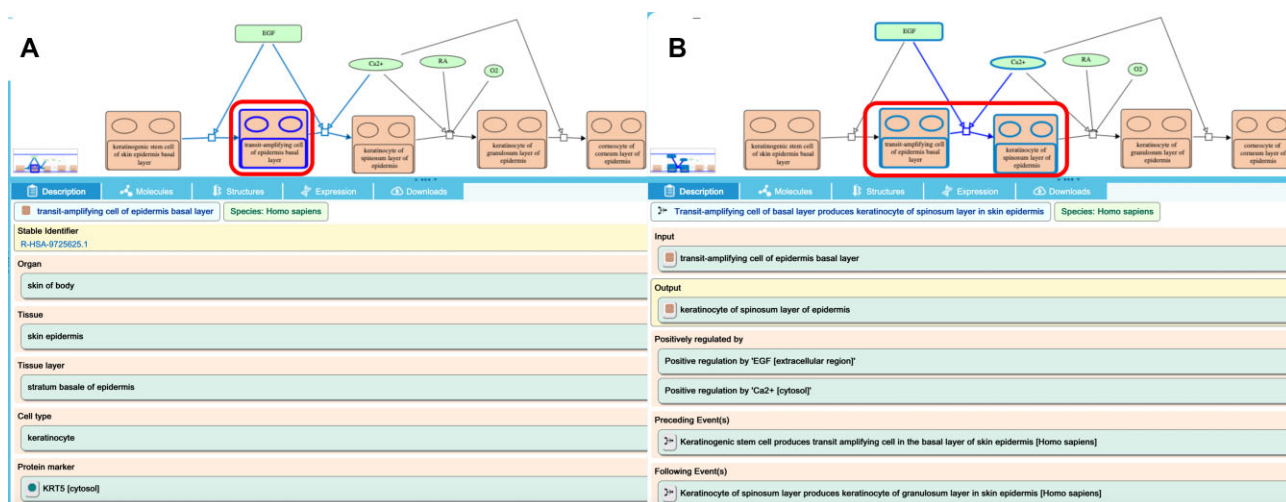 A
EGF
Ca2+
RA
O2
keratinogenic stem cell
of skin epidermis basal
layer
transit-amplifying cell
of epidermis basal
layer
keratinocyte of
spinosum layer of
epidermis
keratinocyte of
granulosum layer of
epidermis
corneocyte of
corneum layer of
epidermis
Description
Molecules
Structures
Expression
Downloads
transit-amplifying cell of epidermis basal layer
Species: Homo sapiens
Stable Identifier
R-HSA-9725625.1
Organ
skin of body
Tissue
skin epidermis
Tissue layer
stratum basale of epidermis
Cell type
keratinocyte
Protein marker
KRT5 [cytosol]
B
EGF
Ca2+
RA
O2
keratinogenic stem cell
of skin epidermis basal
layer
transit-amplifying cell
of epidermis basal
layer
keratinocyte of
spinosum layer of
epidermis
keratinocyte of
granulosum layer of
epidermis
corneocyte of
corneum layer of
epidermis
Description
Molecules
Structures
Expression
Downloads
Transit-amplifying cell of basal layer produces keratinocyte of spinosum layer in skin epidermis
Species: Homo sapiens
Input
transit-amplifying cell of epidermis basal layer
Output
keratinocyte of spinosum layer of epidermis
Positively regulated by
Positive regulation by 'EGF [extracellular region]'
Positive regulation by 'Ca2+ [cytosol]'
Preceding Event(s)
Keratinogenic stem cell produces transit amplifying cell in the basal layer of skin epidermis [Homo sapiens]
Following Event(s)
Keratinocyte of spinosum layer produces keratinocyte of granulosum layer in skin epidermis [Homo sapiens]